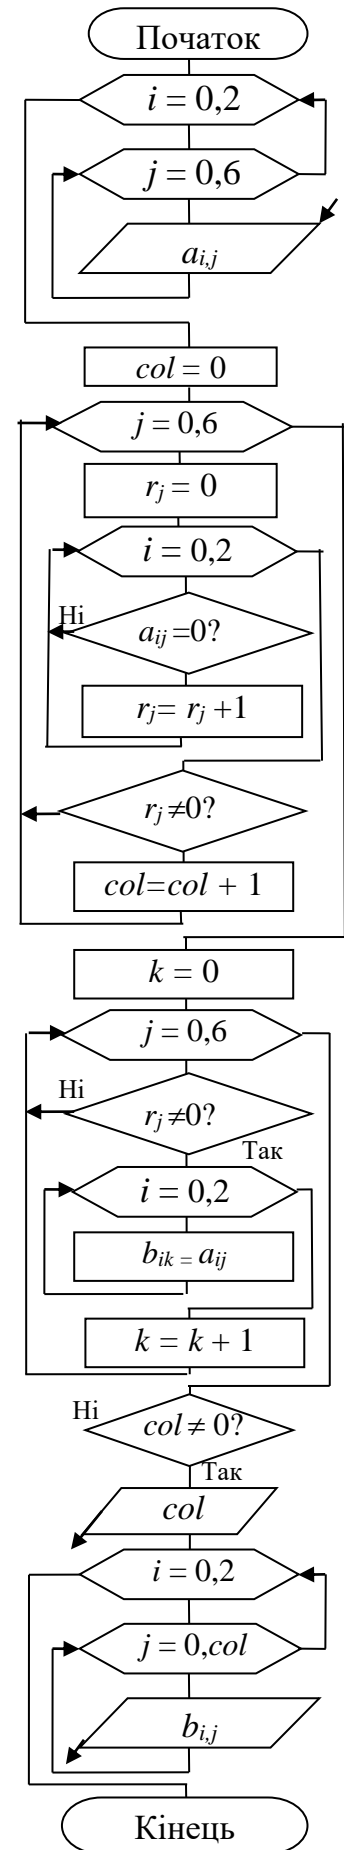 Початок
i = 0,2
j = 0,6
ai,j
col = 0
j = 0,6
rj = 0
i = 0,2
Ні
aij =0?
rj= rj +1
rj ≠0?
col=col + 1
k = 0
j = 0,6
Ні
rj ≠0?
Так
i = 0,2
bik = aij
k = k + 1
Ні
col ≠ 0?
Так
col
i = 0,2
j = 0,col
bi,j
Кінець